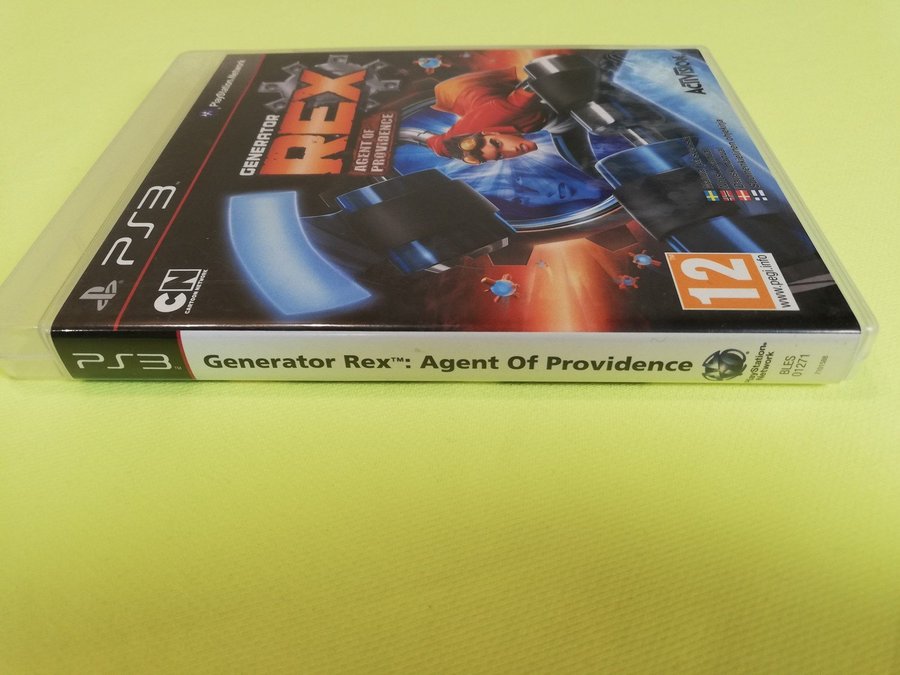 PlayStation Network
GENERATOR
REX
AGENT OF
PROVIDENCE
ACTIVISION
PS3
CN
CARTOON NETWORK
12
www.pegi.info
PS3™
Generator Rex™: Agent Of Providence
PlayStation
Network
BLES
01271